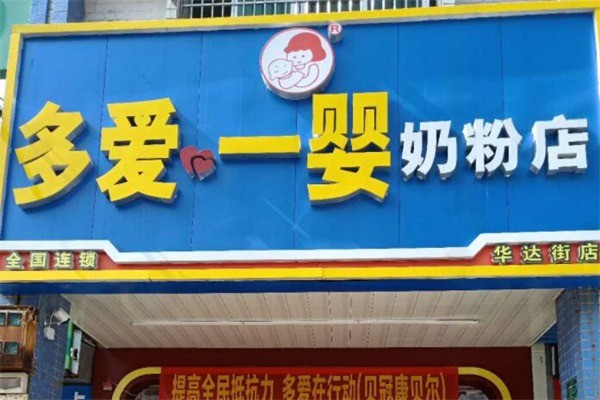 ®
多爱一婴奶粉店
全国连锁 华达街店
提高全民抵抗力 多爱在行动(贝冠康贝尔)